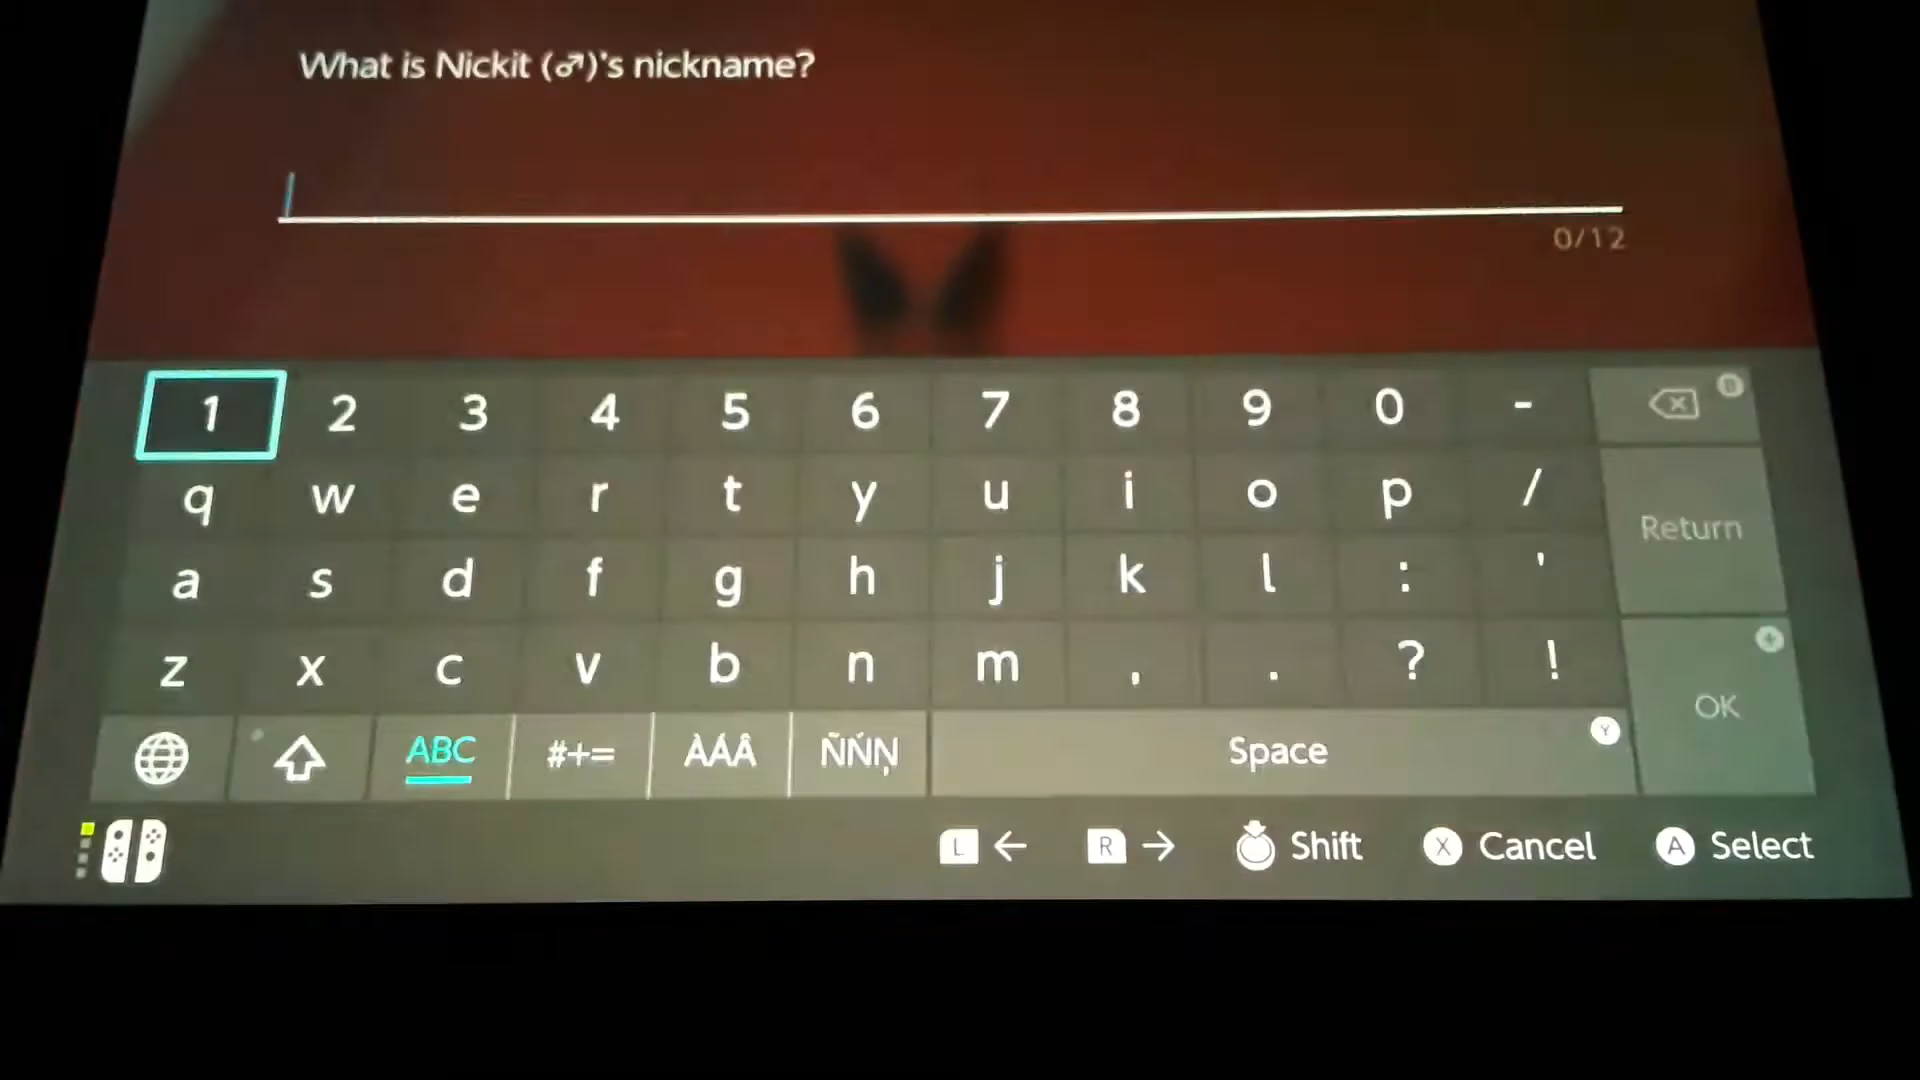 What is Nickit (♂)'s nickname?
0/12
1 2 3 4 5 6 7 8 9 0 -
q w e r t y u i o p /
Return
a s d f g h j k l : '
z x c v b n m , . ? !
OK
ABC #+= ÀÁÂ ÑŃŅ Space Y
L ← R → Shift X Cancel A Select